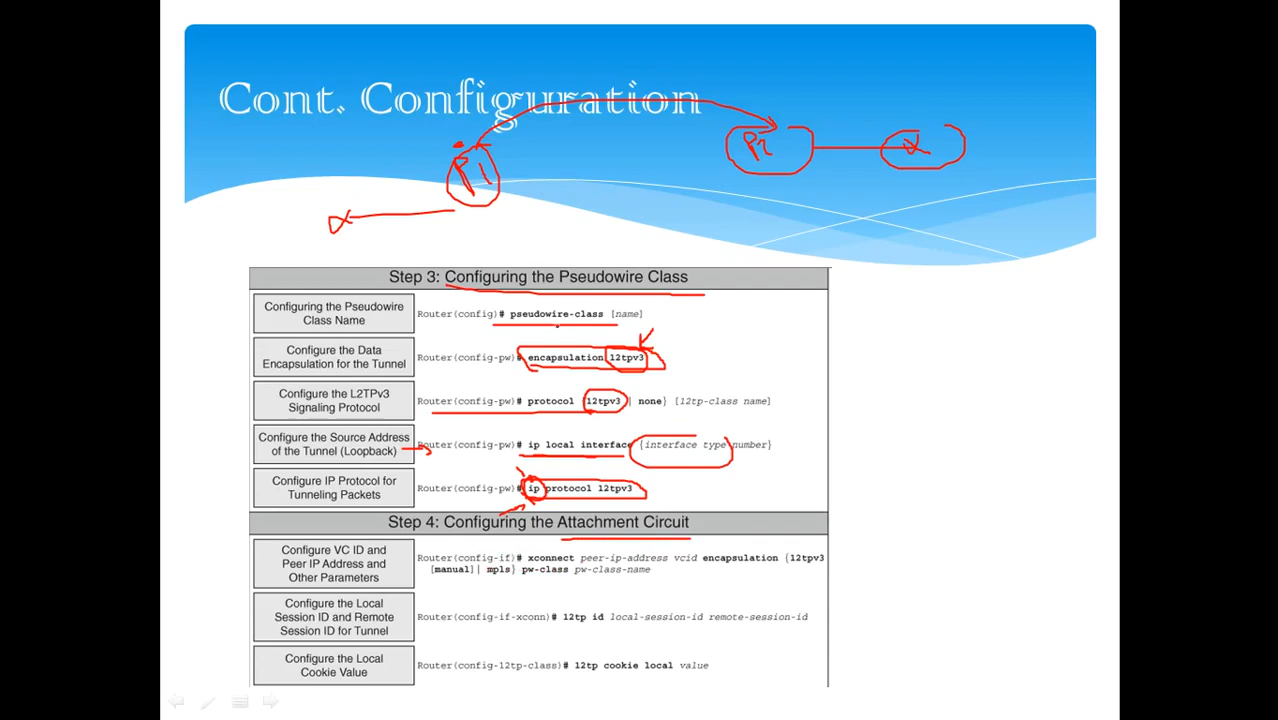 Cont. Configuration
P1
P2
Step 3: Configuring the Pseudowire Class
Configuring the Pseudowire
Class Name
Router(config)# pseudowire-class [name]
Configure the Data
Encapsulation for the Tunnel
Router(config-pw)# encapsulation l2tpv3
Configure the L2TPv3
Signaling Protocol
Router(config-pw)# protocol {l2tpv3 | none} [l2tp-class name]
Configure the Source Address
of the Tunnel (Loopback)
Router(config-pw)# ip local interface {interface type number}
Configure IP Protocol for
Tunneling Packets
Router(config-pw)# ip protocol l2tpv3
Step 4: Configuring the Attachment Circuit
Configure VC ID and
Peer IP Address and
Other Parameters
Router(config-if)# xconnect peer-ip-address vcid encapsulation {l2tpv3
[manual]| mpls} pw-class pw-class-name
Configure the Local
Session ID and Remote
Session ID for Tunnel
Router(config-if-xconn)# l2tp id local-session-id remote-session-id
Configure the Local
Cookie Value
Router(config-l2tp-class)# l2tp cookie local value